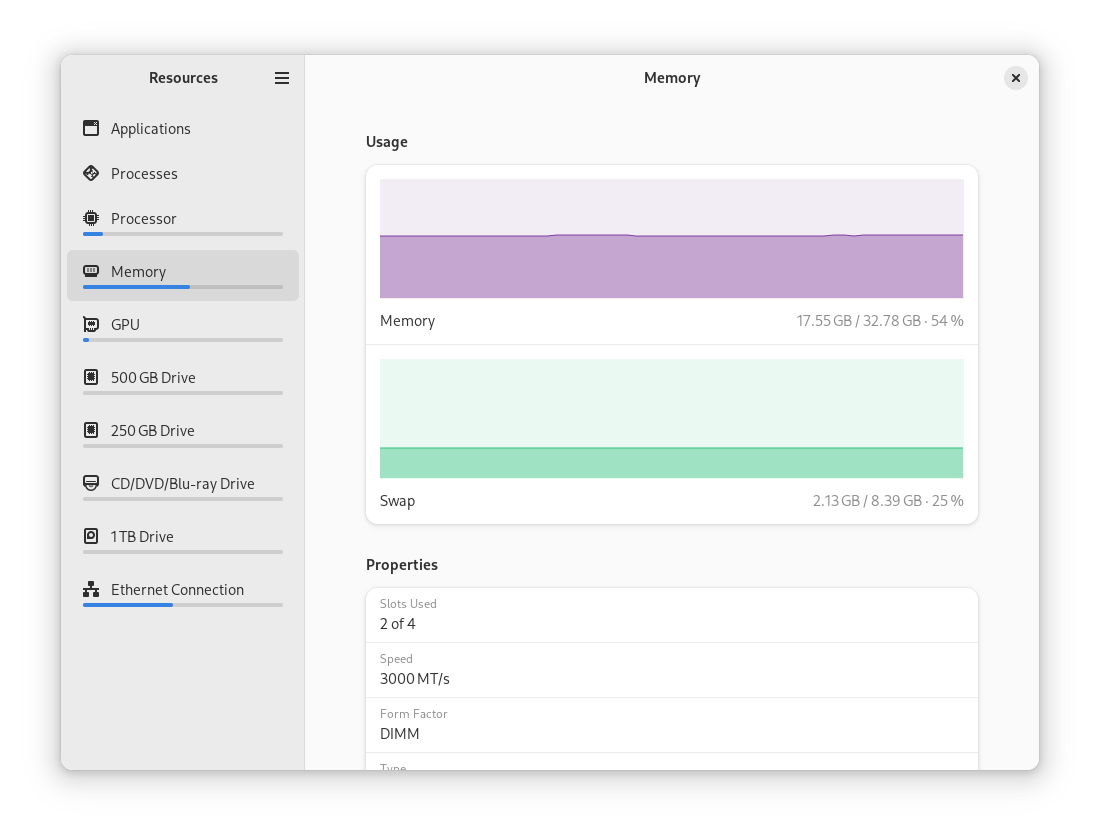 Resources
Applications
Processes
Processor
Memory
GPU
500 GB Drive
250 GB Drive
CD/DVD/Blu-ray Drive
1 TB Drive
Ethernet Connection
Memory
Usage
Memory 17.55 GB / 32.78 GB · 54 %
Swap 2.13 GB / 8.39 GB · 25 %
Properties
Slots Used
2 of 4
Speed
3000 MT/s
Form Factor
DIMM
Type